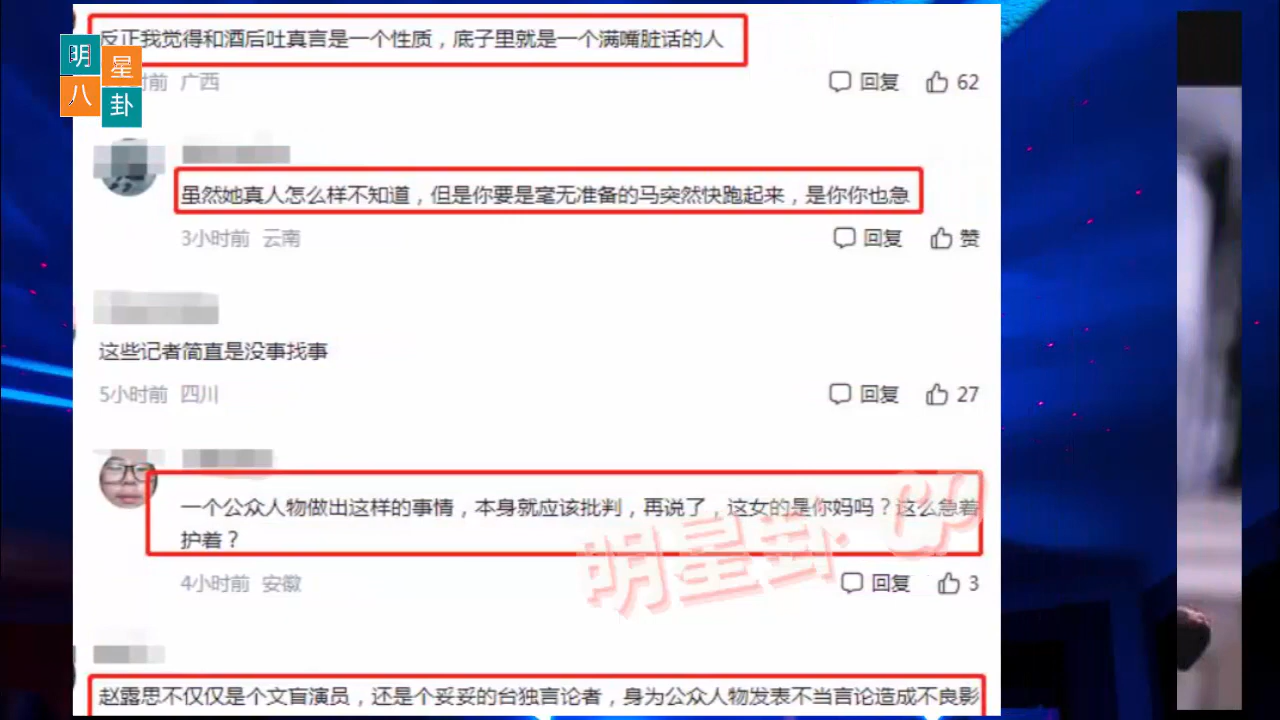 反正我觉得和酒后吐真言是一个性质，底子里就是一个满嘴脏话的人
明星
八卦
时前 广西
回复 62
虽然她真人怎么样不知道，但是你要是毫无准备的马突然快跑起来，是你你也急
3小时前 云南
回复 赞
这些记者简直是没事找事
5小时前 四川
回复 27
一个公众人物做出这样的事情，本身就应该批判，再说了，这女的是你妈吗？这么急着
护着？
明星卦
4小时前 安徽
回复 3
赵露思不仅仅是个文盲演员，还是个妥妥的台独言论者，身为公众人物发表不当言论造成不良影